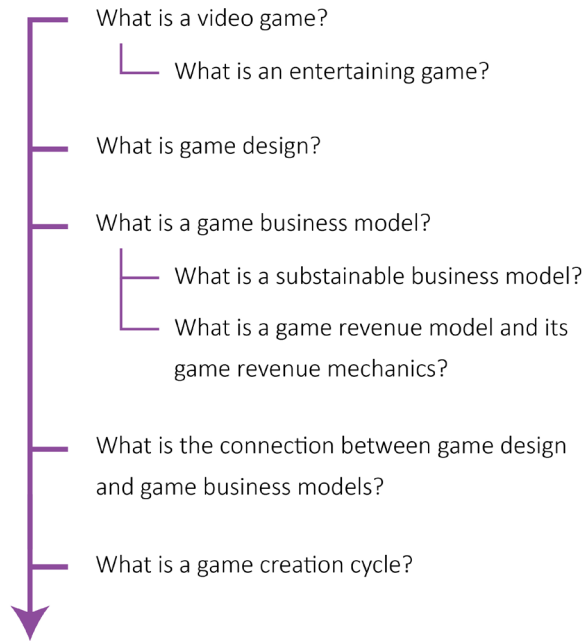 What is a video game?
What is an entertaining game?
What is game design?
What is a game business model?
What is a substainable business model?
What is a game revenue model and its
game revenue mechanics?
What is the connection between game design
and game business models?
What is a game creation cycle?